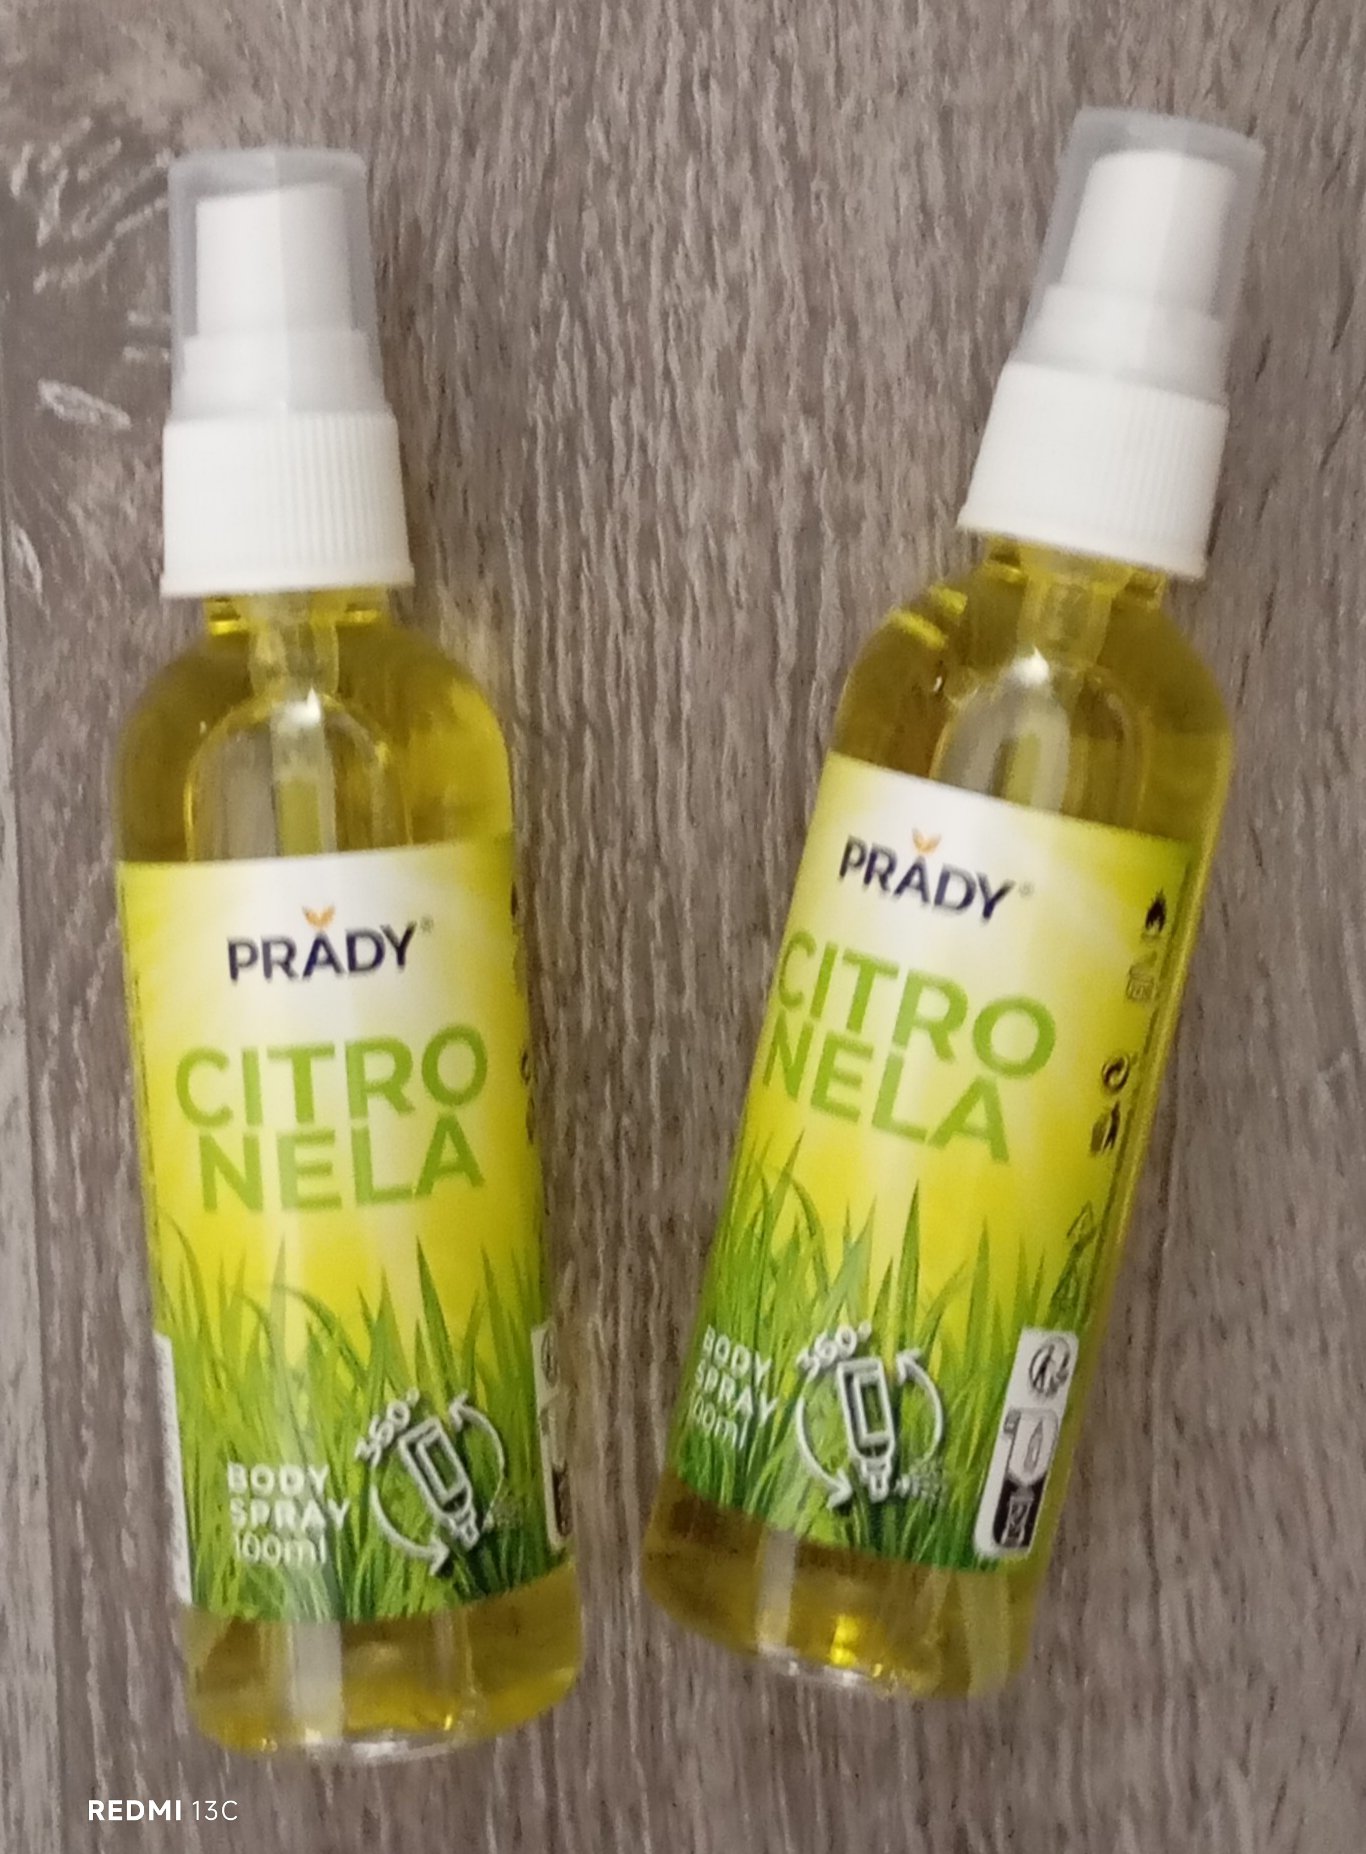 PRADY®
CITRO
NELA
BODY
SPRAY
100ml
360°
PRADY®
CITRO
NELA
BODY
SPRAY
100ml
360°
REDMI 13C